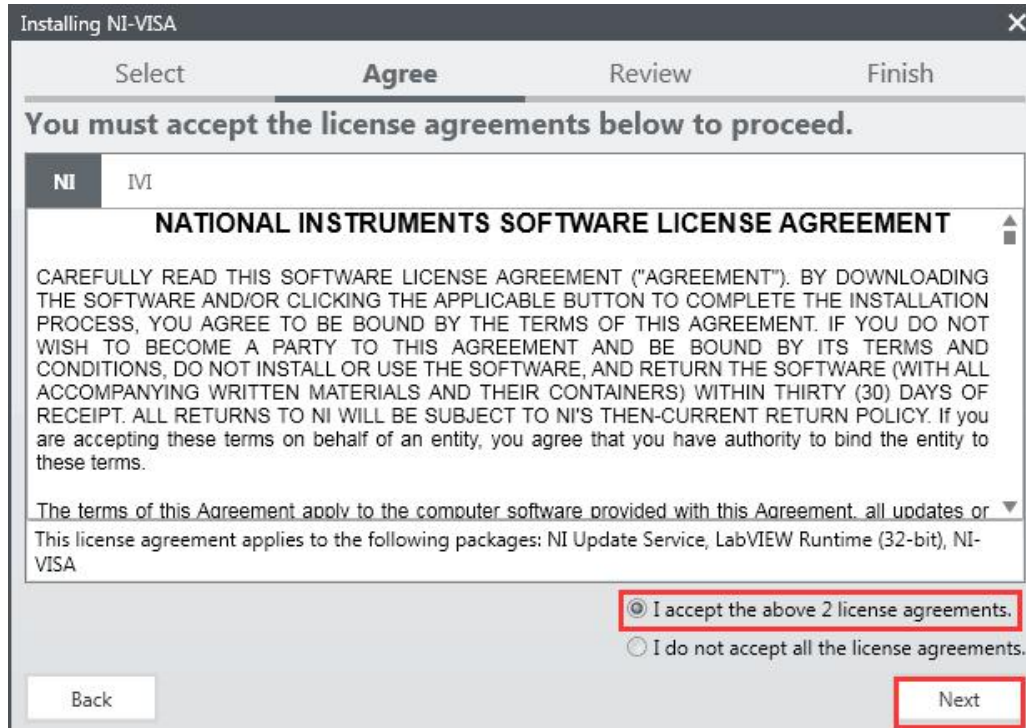 Installing NI-VISA
Select Agree Review Finish
You must accept the license agreements below to proceed.
NI IVI
NATIONAL INSTRUMENTS SOFTWARE LICENSE AGREEMENT
CAREFULLY READ THIS SOFTWARE LICENSE AGREEMENT ("AGREEMENT"). BY DOWNLOADING
THE SOFTWARE AND/OR CLICKING THE APPLICABLE BUTTON TO COMPLETE THE INSTALLATION
PROCESS, YOU AGREE TO BE BOUND BY THE TERMS OF THIS AGREEMENT. IF YOU DO NOT
WISH TO BECOME A PARTY TO THIS AGREEMENT AND BE BOUND BY ITS TERMS AND
CONDITIONS, DO NOT INSTALL OR USE THE SOFTWARE, AND RETURN THE SOFTWARE (WITH ALL
ACCOMPANYING WRITTEN MATERIALS AND THEIR CONTAINERS) WITHIN THIRTY (30) DAYS OF
RECEIPT. ALL RETURNS TO NI WILL BE SUBJECT TO NI'S THEN-CURRENT RETURN POLICY. If you
are accepting these terms on behalf of an entity, you agree that you have authority to bind the entity to
these terms.
The terms of this Agreement apply to the computer software provided with this Agreement, all updates or
This license agreement applies to the following packages: NI Update Service, LabVIEW Runtime (32-bit), NI-
VISA
I accept the above 2 license agreements.
I do not accept all the license agreements.
Back Next